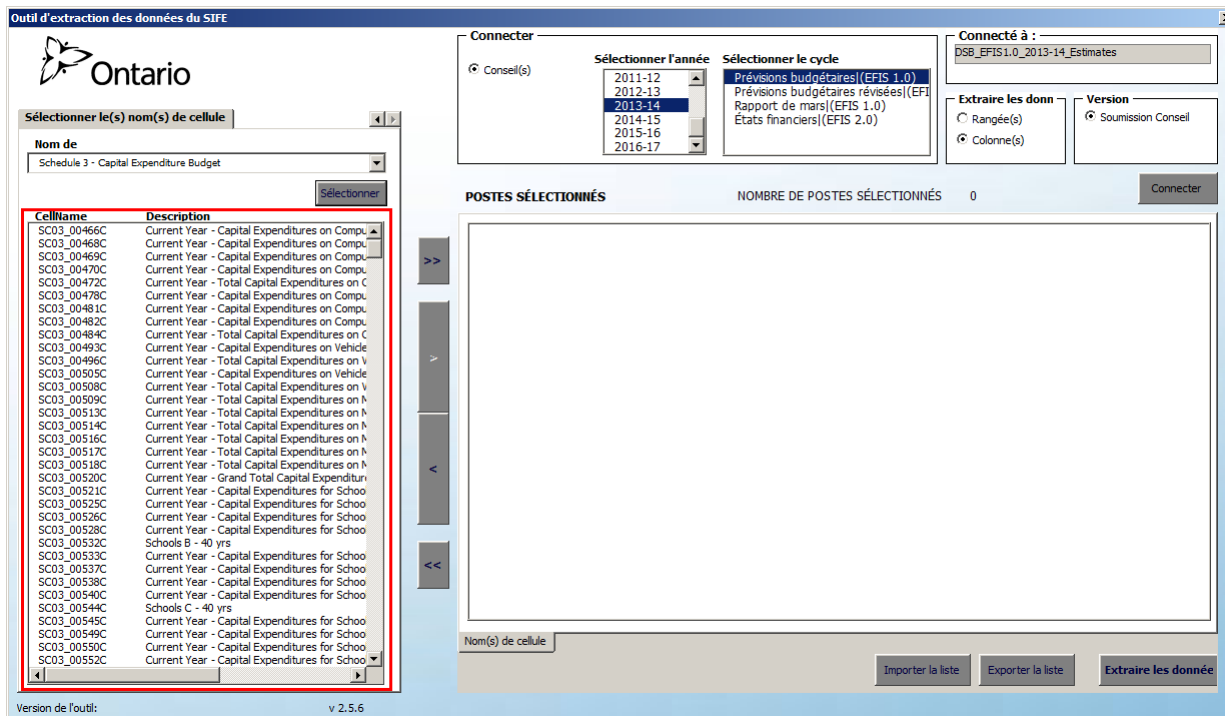 Outil d'extraction des données du SIFE
Ontario
Sélectionner le(s) nom(s) de cellule
Nom de
Schedule 3 - Capital Expenditure Budget
Sélectionner
CellName Description
SC03_00466C Current Year - Capital Expenditures on Compu
SC03_00468C Current Year - Capital Expenditures on Compu
SC03_00469C Current Year - Capital Expenditures on Compu
SC03_00470C Current Year - Capital Expenditures on Compu
SC03_00472C Current Year - Total Capital Expenditures on C
SC03_00478C Current Year - Capital Expenditures on Compu
SC03_00481C Current Year - Capital Expenditures on Compu
SC03_00482C Current Year - Capital Expenditures on Compu
SC03_00484C Current Year - Total Capital Expenditures on C
SC03_00493C Current Year - Capital Expenditures on Vehicle
SC03_00496C Current Year - Total Capital Expenditures on V
SC03_00505C Current Year - Capital Expenditures on Vehicle
SC03_00508C Current Year - Total Capital Expenditures on V
SC03_00509C Current Year - Total Capital Expenditures on M
SC03_00513C Current Year - Total Capital Expenditures on M
SC03_00514C Current Year - Total Capital Expenditures on M
SC03_00516C Current Year - Total Capital Expenditures on M
SC03_00517C Current Year - Total Capital Expenditures on M
SC03_00518C Current Year - Total Capital Expenditures on M
SC03_00520C Current Year - Grand Total Capital Expenditur
SC03_00521C Current Year - Capital Expenditures for Schoo
SC03_00525C Current Year - Capital Expenditures for Schoo
SC03_00526C Current Year - Capital Expenditures for Schoo
SC03_00528C Current Year - Capital Expenditures for Schoo
SC03_00532C Schools B - 40 yrs
SC03_00533C Current Year - Capital Expenditures for Schoo
SC03_00537C Current Year - Capital Expenditures for Schoo
SC03_00538C Current Year - Capital Expenditures for Schoo
SC03_00540C Current Year - Capital Expenditures for Schoo
SC03_00544C Schools C - 40 yrs
SC03_00545C Current Year - Capital Expenditures for Schoo
SC03_00549C Current Year - Capital Expenditures for Schoo
SC03_00550C Current Year - Capital Expenditures for Schoo
SC03_00552C Current Year - Capital Expenditures for Schoo
Version de l'outil: v 2.5.6
>>
>
<
<<
Connecter
Conseil(s)
Sélectionner l'année
2011-12
2012-13
2013-14
2014-15
2015-16
2016-17
Sélectionner le cycle
Prévisions budgétaires|(EFIS 1.0)
Prévisions budgétaires révisées|(EFI
Rapport de mars|(EFIS 1.0)
États financiers|(EFIS 2.0)
Connecté à :
DSB_EFIS1.0_2013-14_Estimates
Extraire les donn
Rangée(s)
Colonne(s)
Version
Soumission Conseil
Connecter
POSTES SÉLECTIONNÉS NOMBRE DE POSTES SÉLECTIONNÉS 0
Nom(s) de cellule
Importer la liste Exporter la liste Extraire les donnée